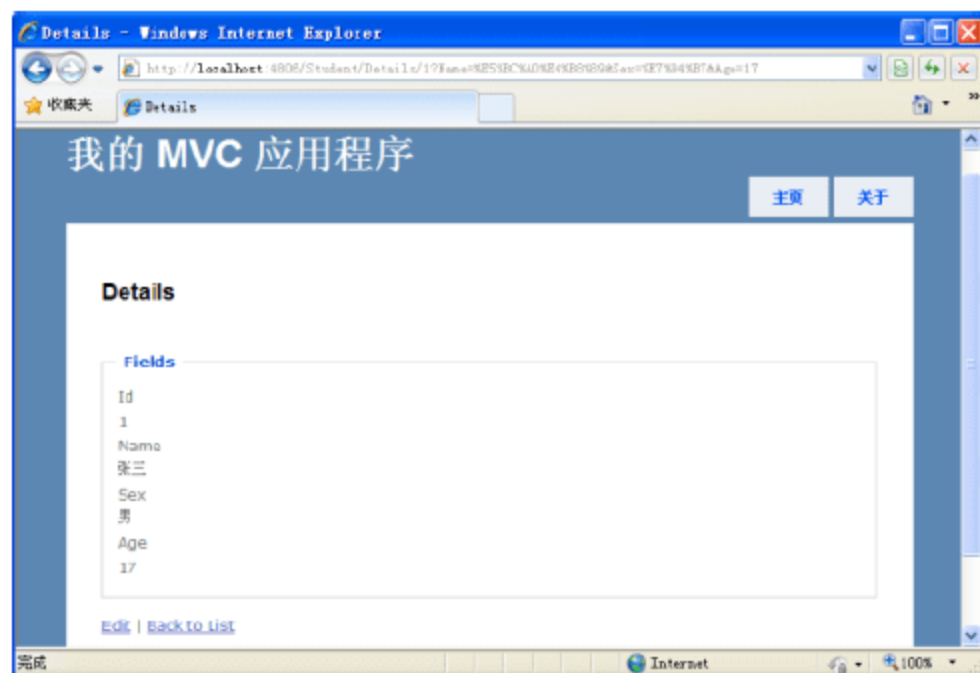 Details - Windows Internet Explorer
收藏夹
Details
我的 MVC 应用程序
主页
关于
Details
Fields
Id
1
Name
张三
Sex
男
Age
17
Edit | Back to List
完成
Internet
100%